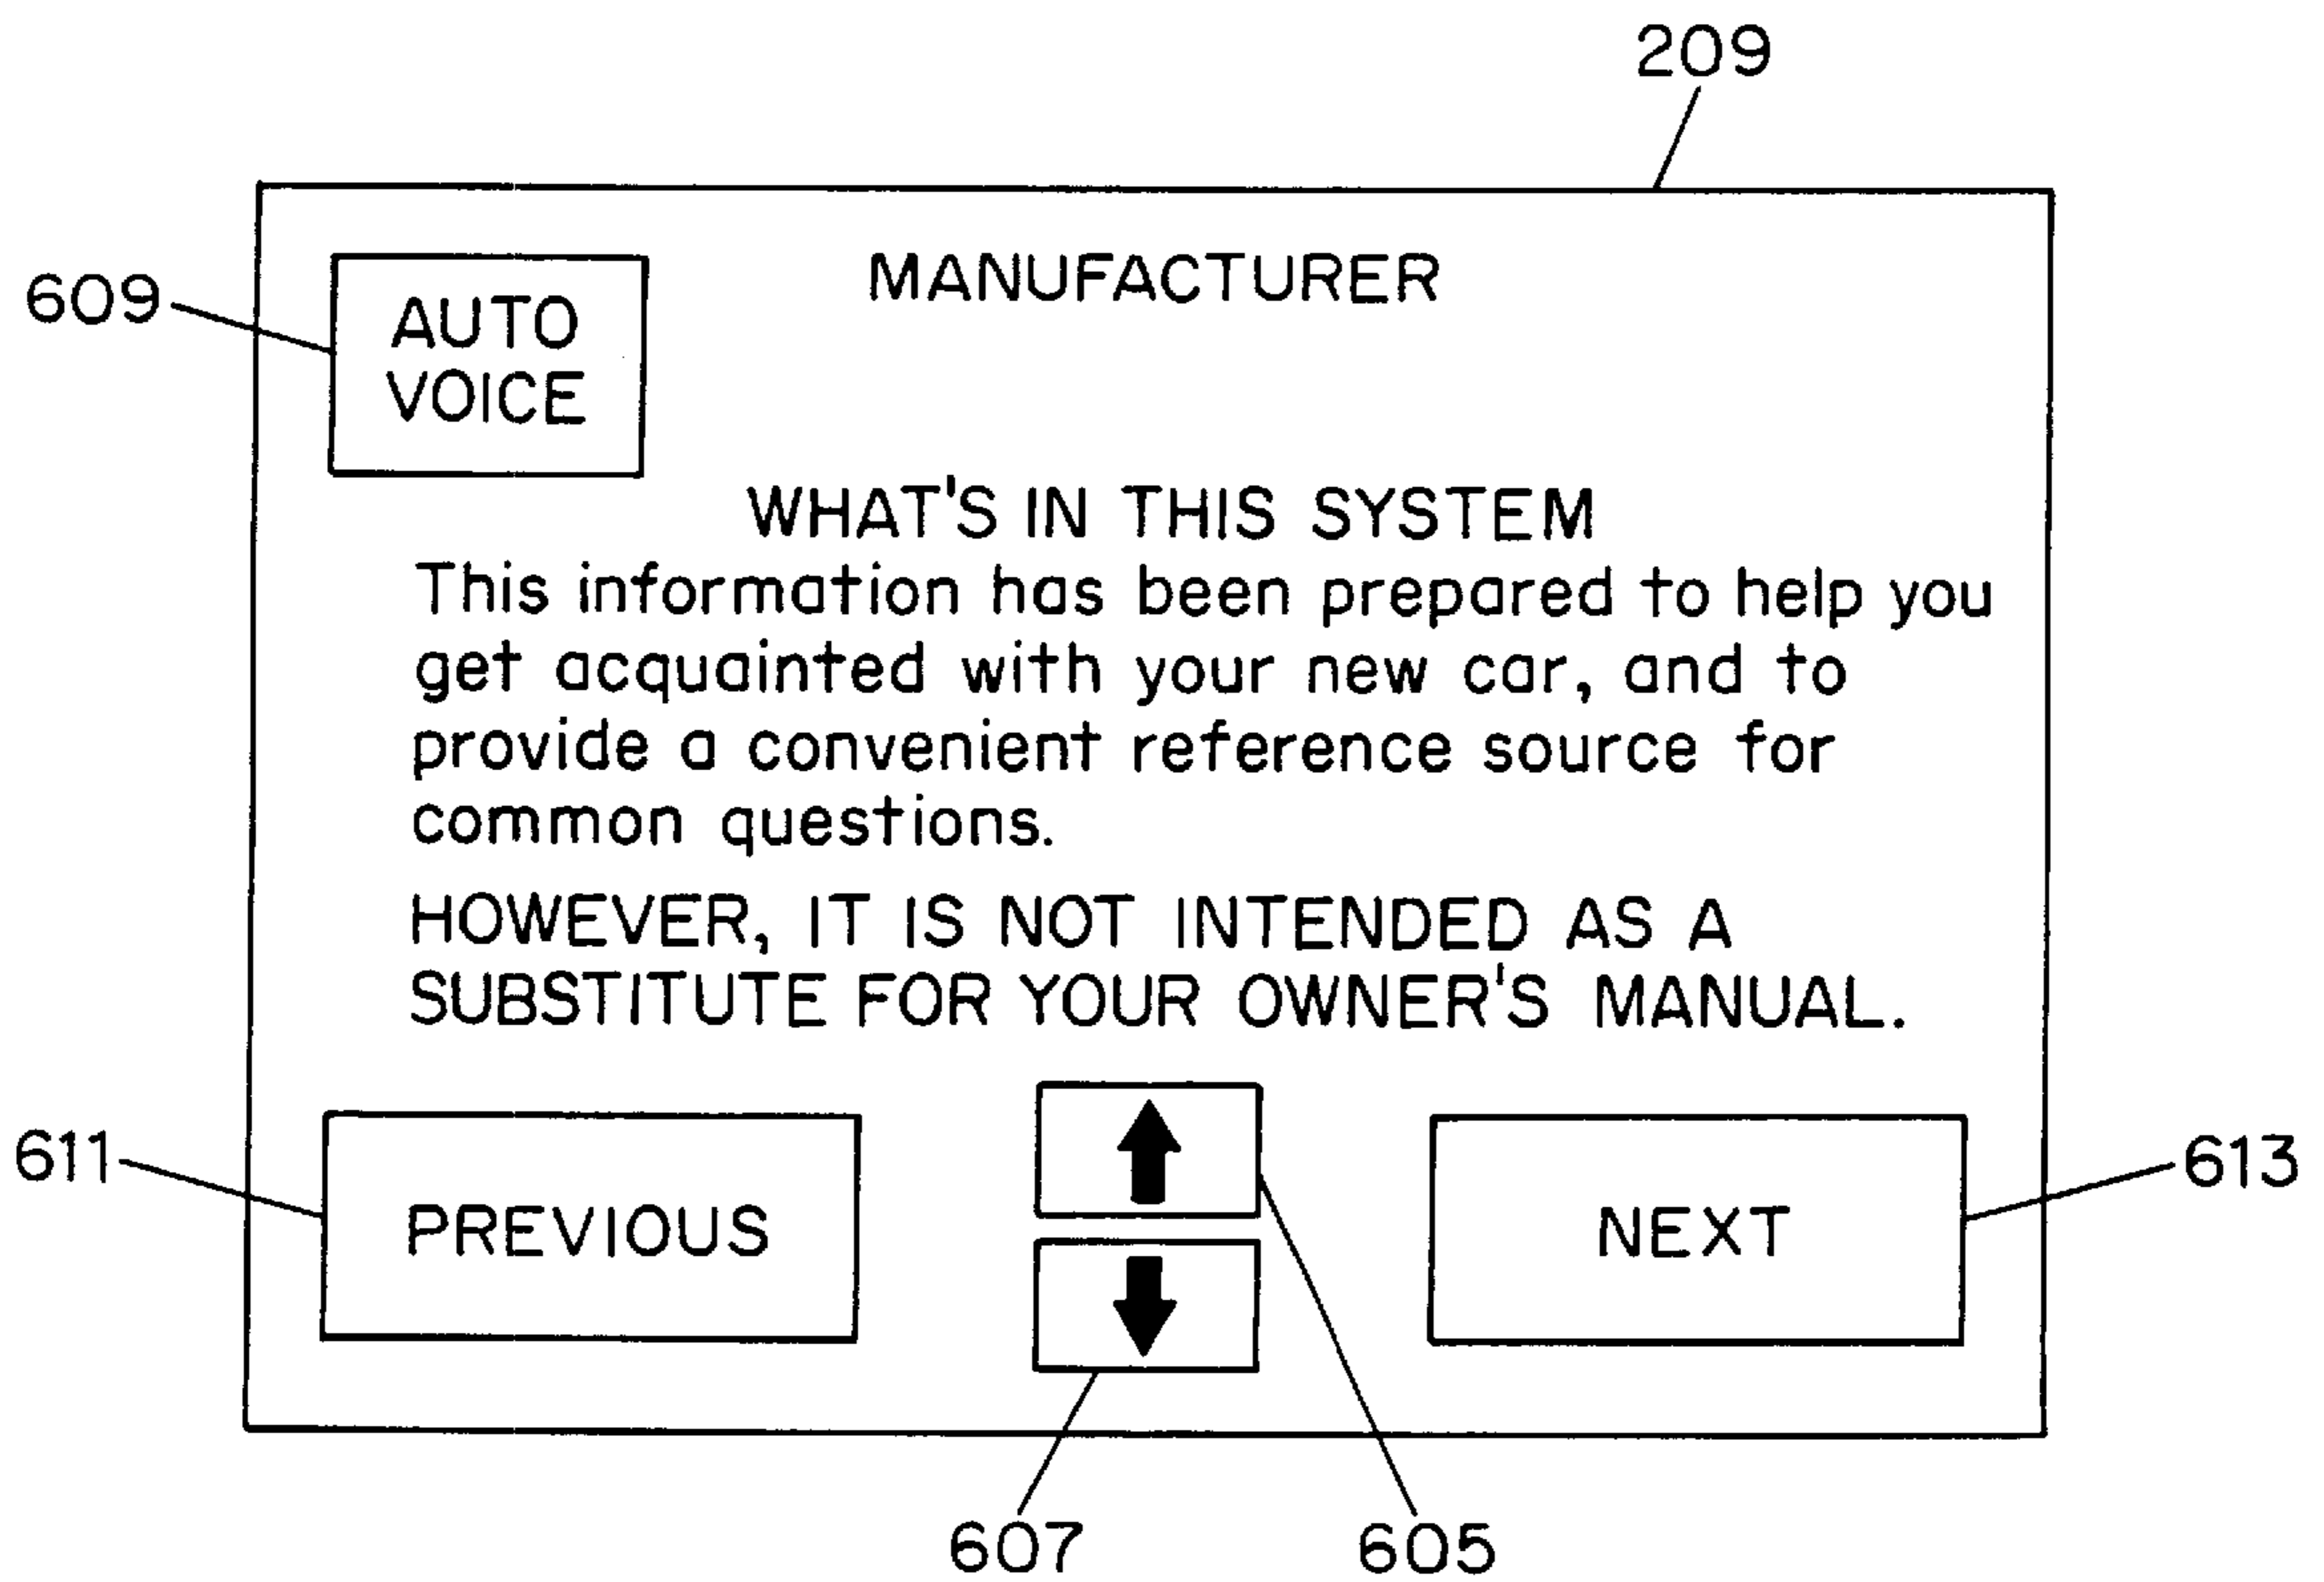 209
MANUFACTURER
609
AUTO
VOICE
WHAT'S IN THIS SYSTEM
This information has been prepared to help you
get acquainted with your new car, and to
provide a convenient reference source for
common questions.
HOWEVER, IT IS NOT INTENDED AS A
SUBSTITUTE FOR YOUR OWNER'S MANUAL.
611
PREVIOUS
NEXT
613
607
605